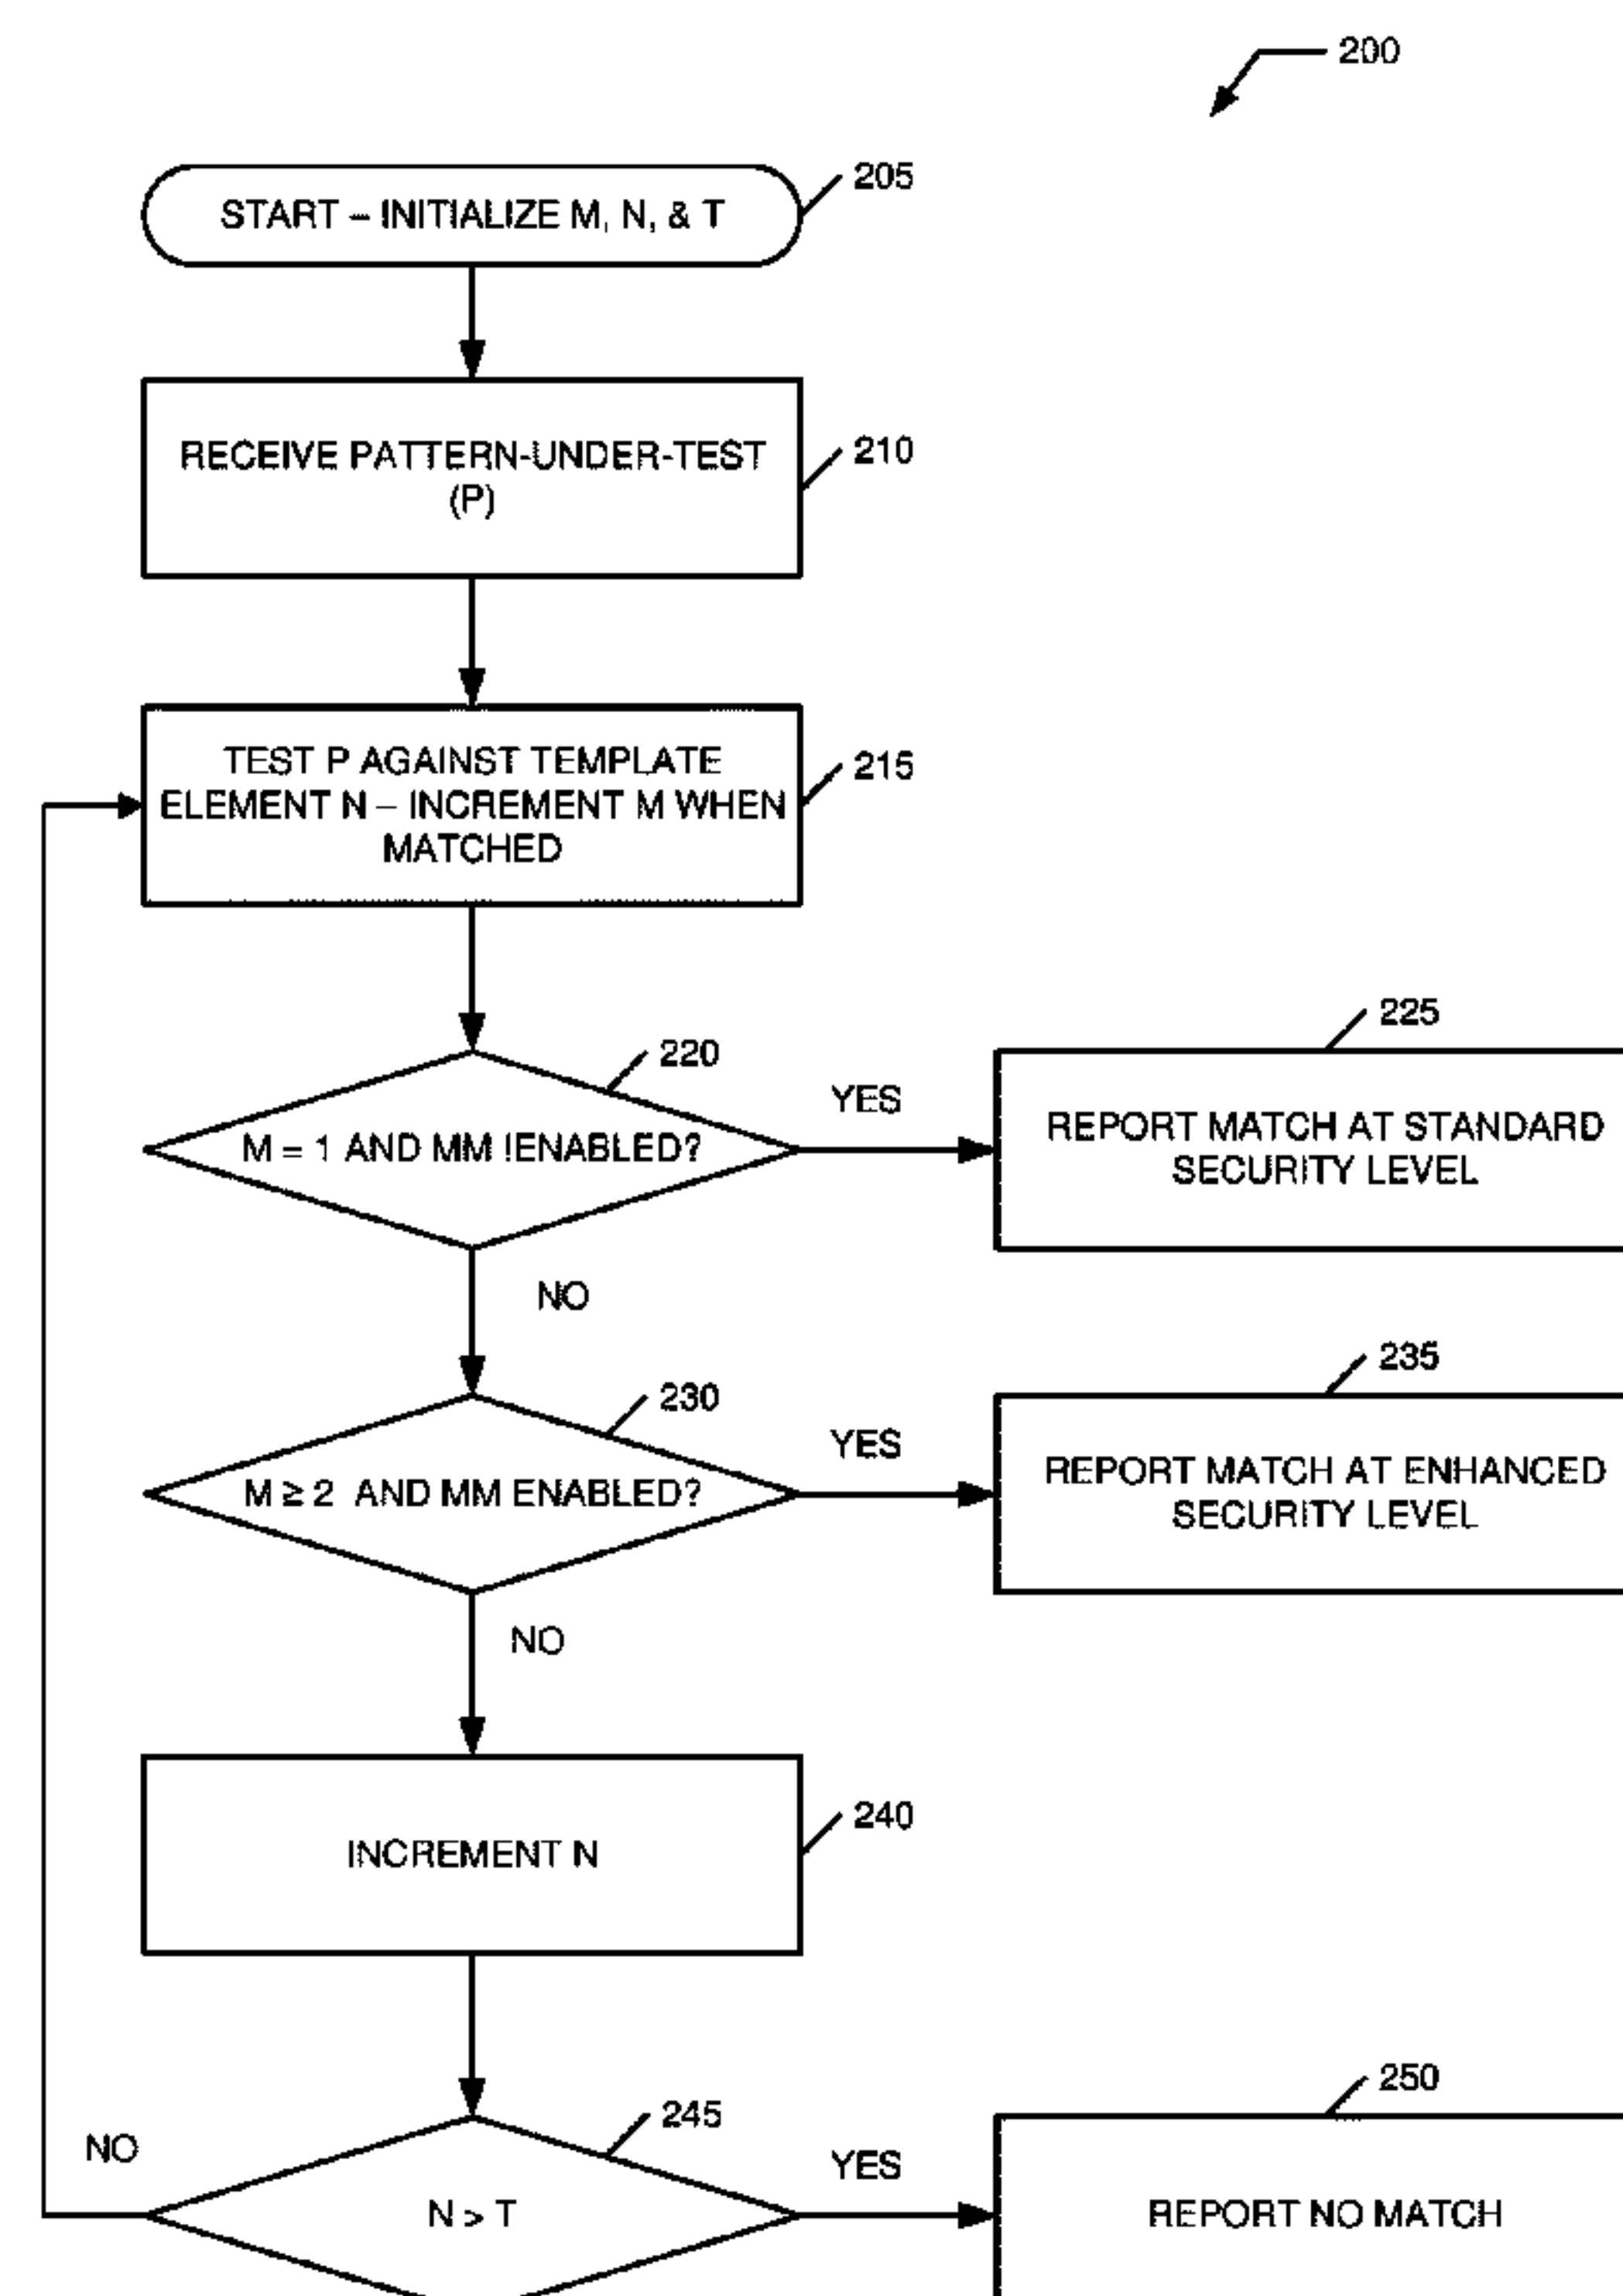 200
205
START – INITIALIZE M, N, & T
210
RECEIVE PATTERN-UNDER-TEST
(P)
215
TEST P AGAINST TEMPLATE
ELEMENT N – INCREMENT M WHEN
MATCHED
220
M = 1 AND MM !ENABLED?
YES
225
REPORT MATCH AT STANDARD
SECURITY LEVEL
NO
230
M ≥ 2 AND MM ENABLED?
YES
235
REPORT MATCH AT ENHANCED
SECURITY LEVEL
NO
240
INCREMENT N
245
N > T
NO
YES
250
REPORT NO MATCH